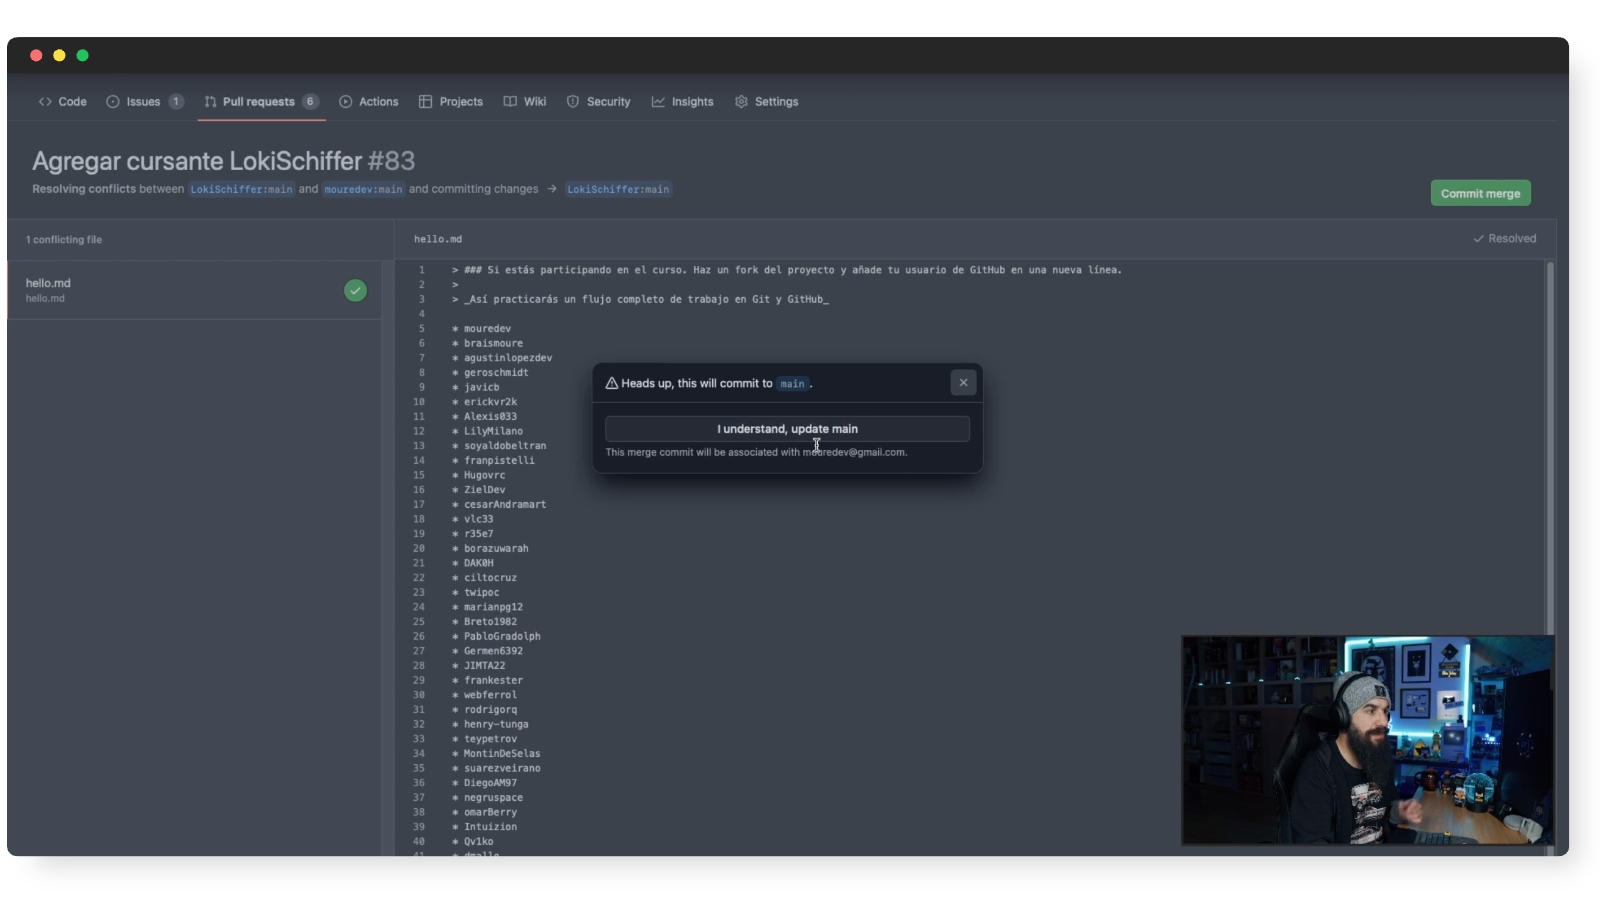 Code Issues 1 Pull requests 6 Actions Projects Wiki Security Insights Settings
Agregar cursante LokiSchiffer #83
Resolving conflicts between LokiSchiffer:main and mouredev:main and committing changes → LokiSchiffer:main
Commit merge
1 conflicting file
hello.md
Resolved
hello.md
hello.md
1 > ### Si estás participando en el curso. Haz un fork del proyecto y añade tu usuario de GitHub en una nueva línea.
2 >
3 > _Así practicarás un flujo completo de trabajo en Git y GitHub_
4
5 * mouredev
6 * braismoure
7 * agustinlopezdev
8 * geroschmidt
9 * javicb
10 * erickvr2k
11 * Alexis033
12 * LilyMilano
13 * soyaldobeltran
14 * franpistelli
15 * Hugovrc
16 * ZielDev
17 * cesarAndramart
18 * vlc33
19 * r35e7
20 * borazuwarah
21 * DAK0H
22 * ciltocruz
23 * twipoc
24 * marianpg12
25 * Breto1982
26 * PabloGradolph
27 * Germen6392
28 * JIMTA22
29 * frankester
30 * webferrol
31 * rodrigorq
32 * henry-tunga
33 * teypetrov
34 * MontinDeSelas
35 * suarezveirano
36 * DiegoAM97
37 * negruspace
38 * omarBerry
39 * Intuizion
40 * Qv1ko
41
Heads up, this will commit to main.
I understand, update main
This merge commit will be associated with mouredev@gmail.com.